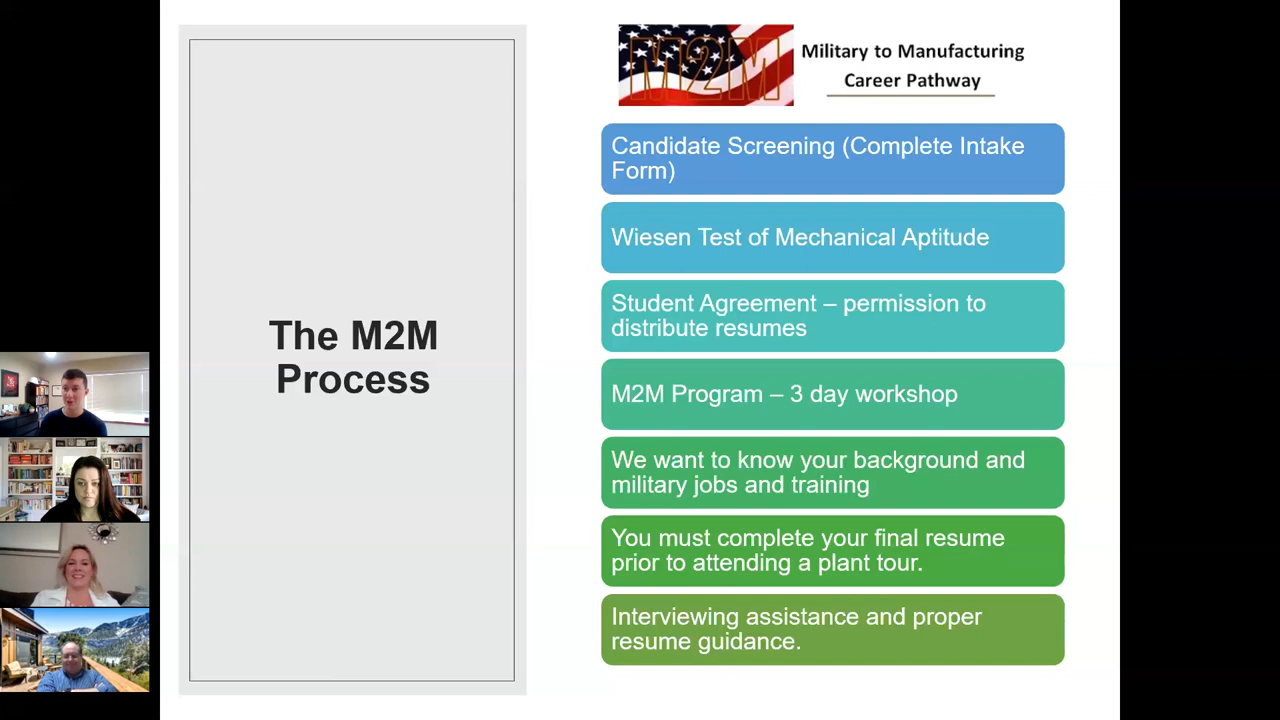 M2M
Military to Manufacturing
Career Pathway
The M2M
Process
Candidate Screening (Complete Intake
Form)
Wiesen Test of Mechanical Aptitude
Student Agreement – permission to
distribute resumes
M2M Program – 3 day workshop
We want to know your background and
military jobs and training
You must complete your final resume
prior to attending a plant tour.
Interviewing assistance and proper
resume guidance.